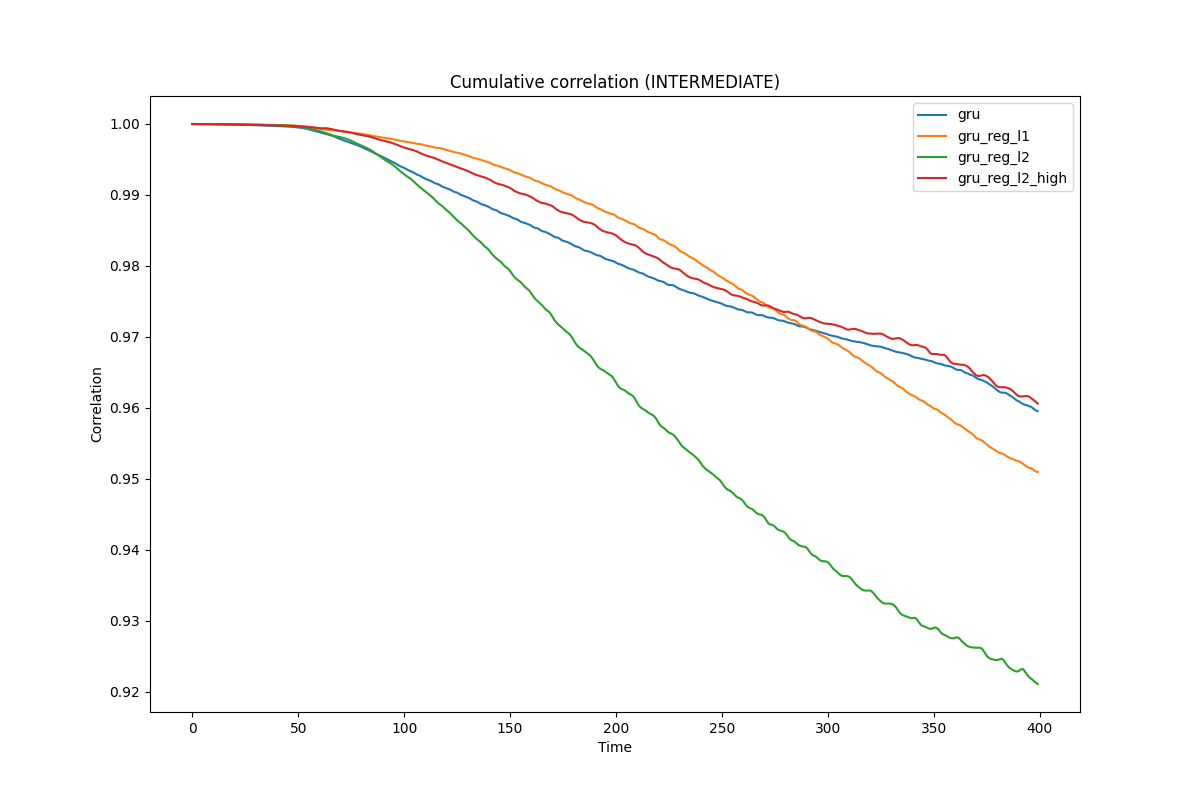 Cumulative correlation (INTERMEDIATE)
gru
gru_reg_l1
gru_reg_l2
gru_reg_l2_high
1.00
0.99
0.98
0.97
0.96
0.95
0.94
0.93
0.92
Correlation
0 50 100 150 200 250 300 350 400
Time